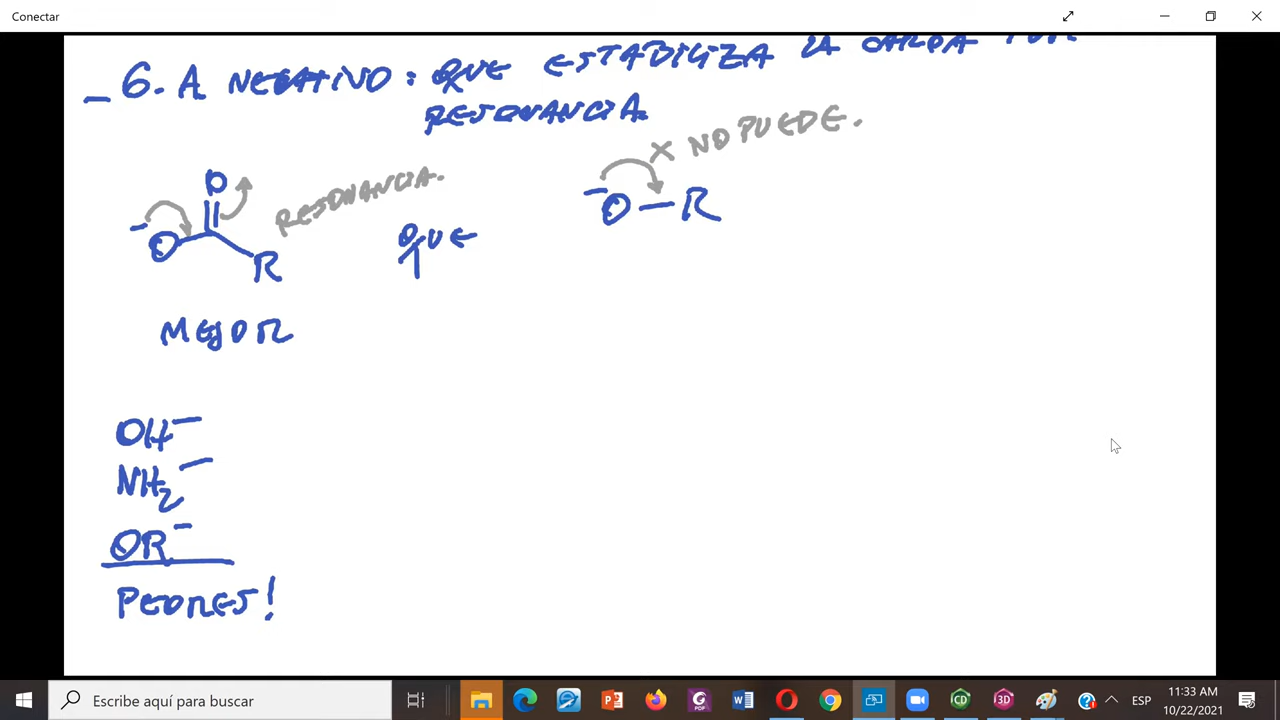 Conectar
_ 6. A NEGATIVO: QUE ESTABILIZA LA CARGA POR
RESONANCIA
X NO PUEDE.
O
RESONANCIA.
-O R
QUE
-O-R
MEJOR
OH-
NH2-
OR-
PEORES!
Escribe aquí para buscar
ESP
11:33 AM
10/22/2021